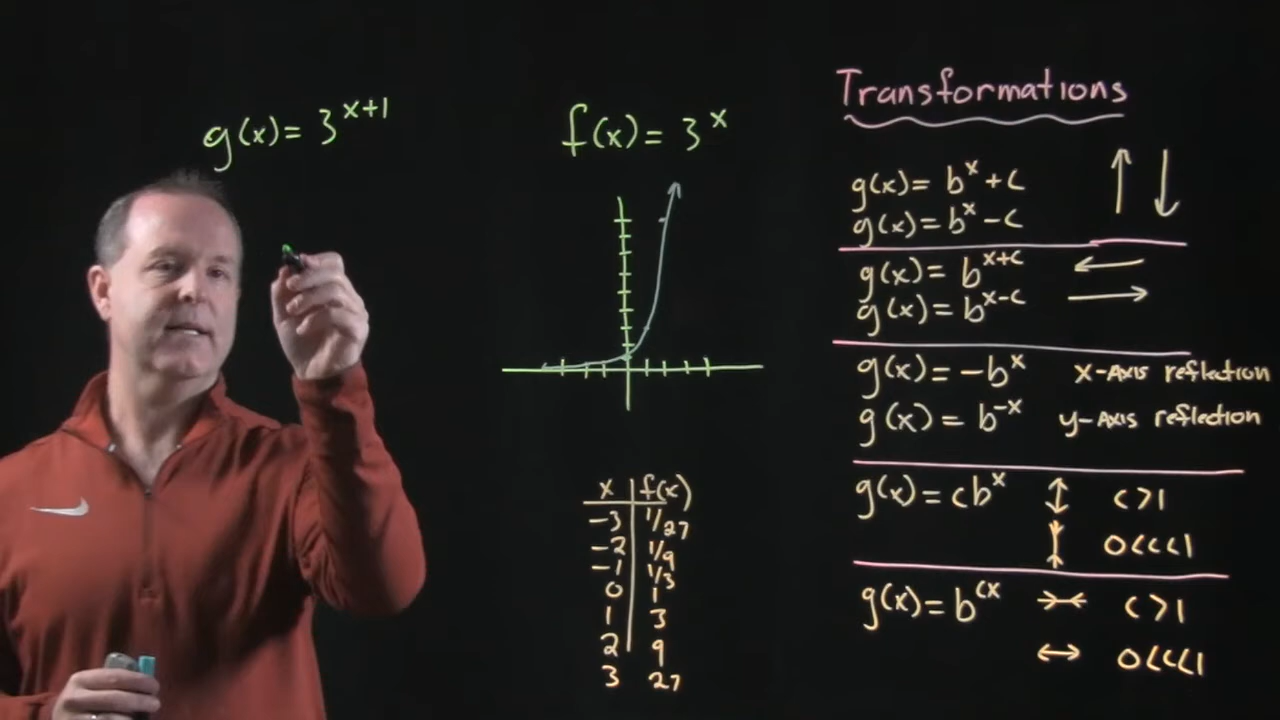 g(x) = 3^{x+1}
f(x) = 3^x
x | f(x)
-3 | 1/27
-2 | 1/9
-1 | 1/3
0 | 1
1 | 3
2 | 9
3 | 27
Transformations
g(x) = b^x + c ↑ ↓
g(x) = b^x - c
g(x) = b^{x+c} ←
g(x) = b^{x-c} →
g(x) = -b^x x-Axis reflection
g(x) = b^{-x} y-Axis reflection
g(x) = cb^x ↕ c>1
0<c<1
g(x) = b^{cx} c>1
↔ 0<c<1